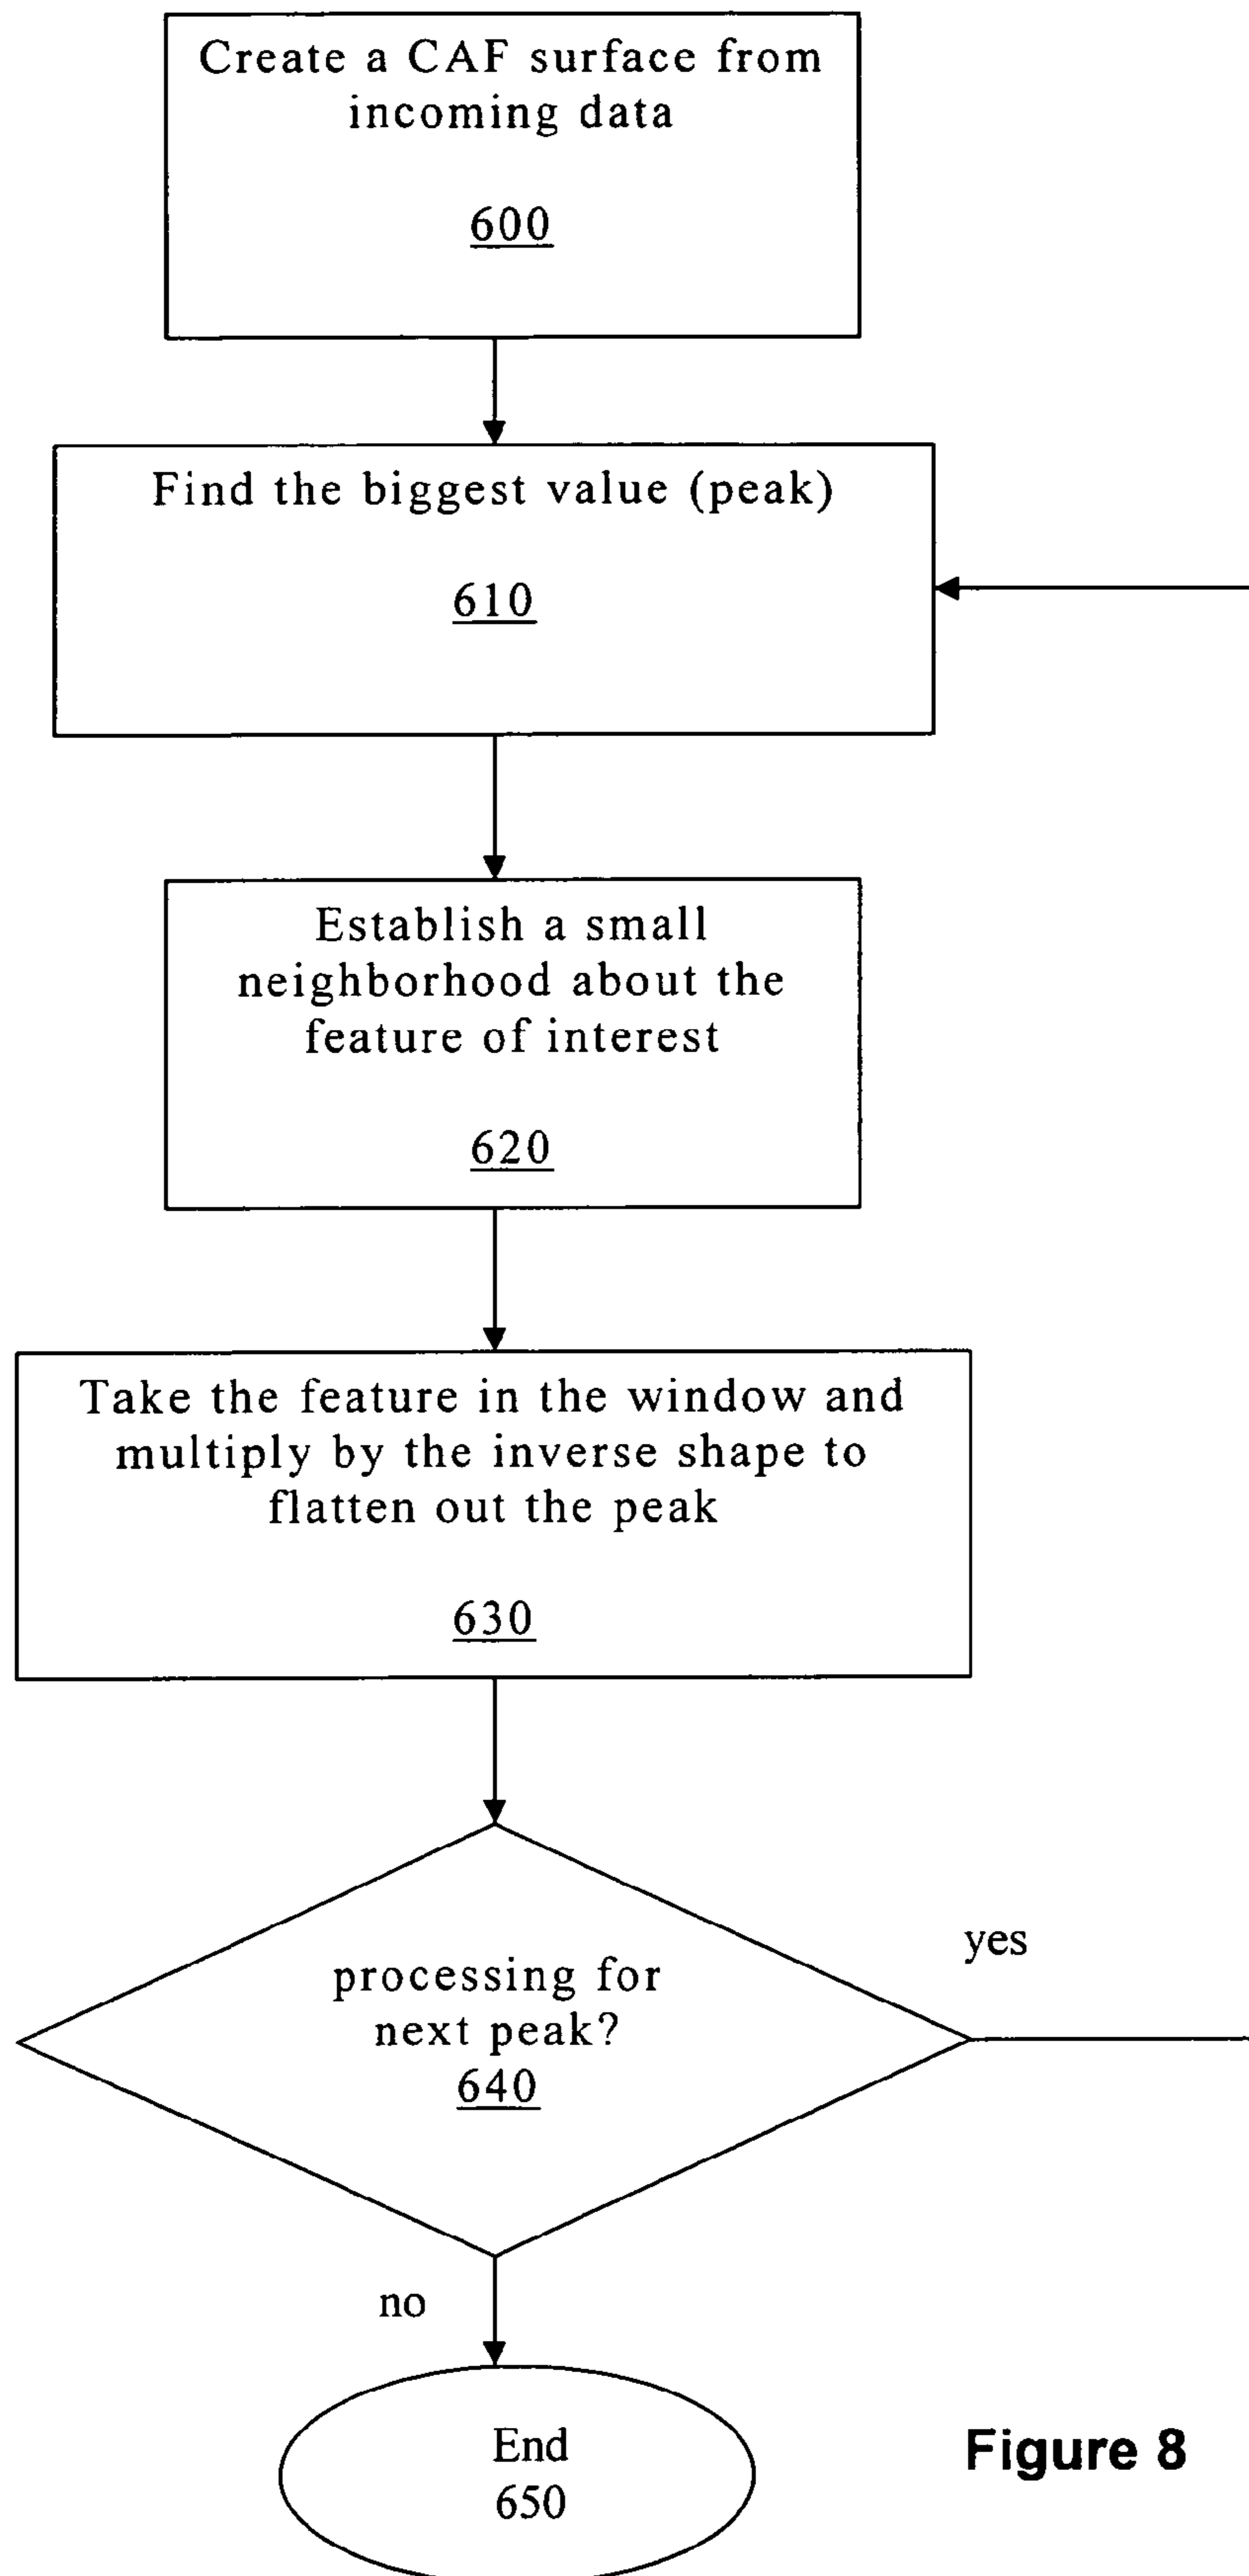 Create a CAF surface from
incoming data
600
Find the biggest value (peak)
610
Establish a small
neighborhood about the
feature of interest
620
Take the feature in the window and
multiply by the inverse shape to
flatten out the peak
630
processing for
next peak?
640
yes
no
End
650
Figure 8